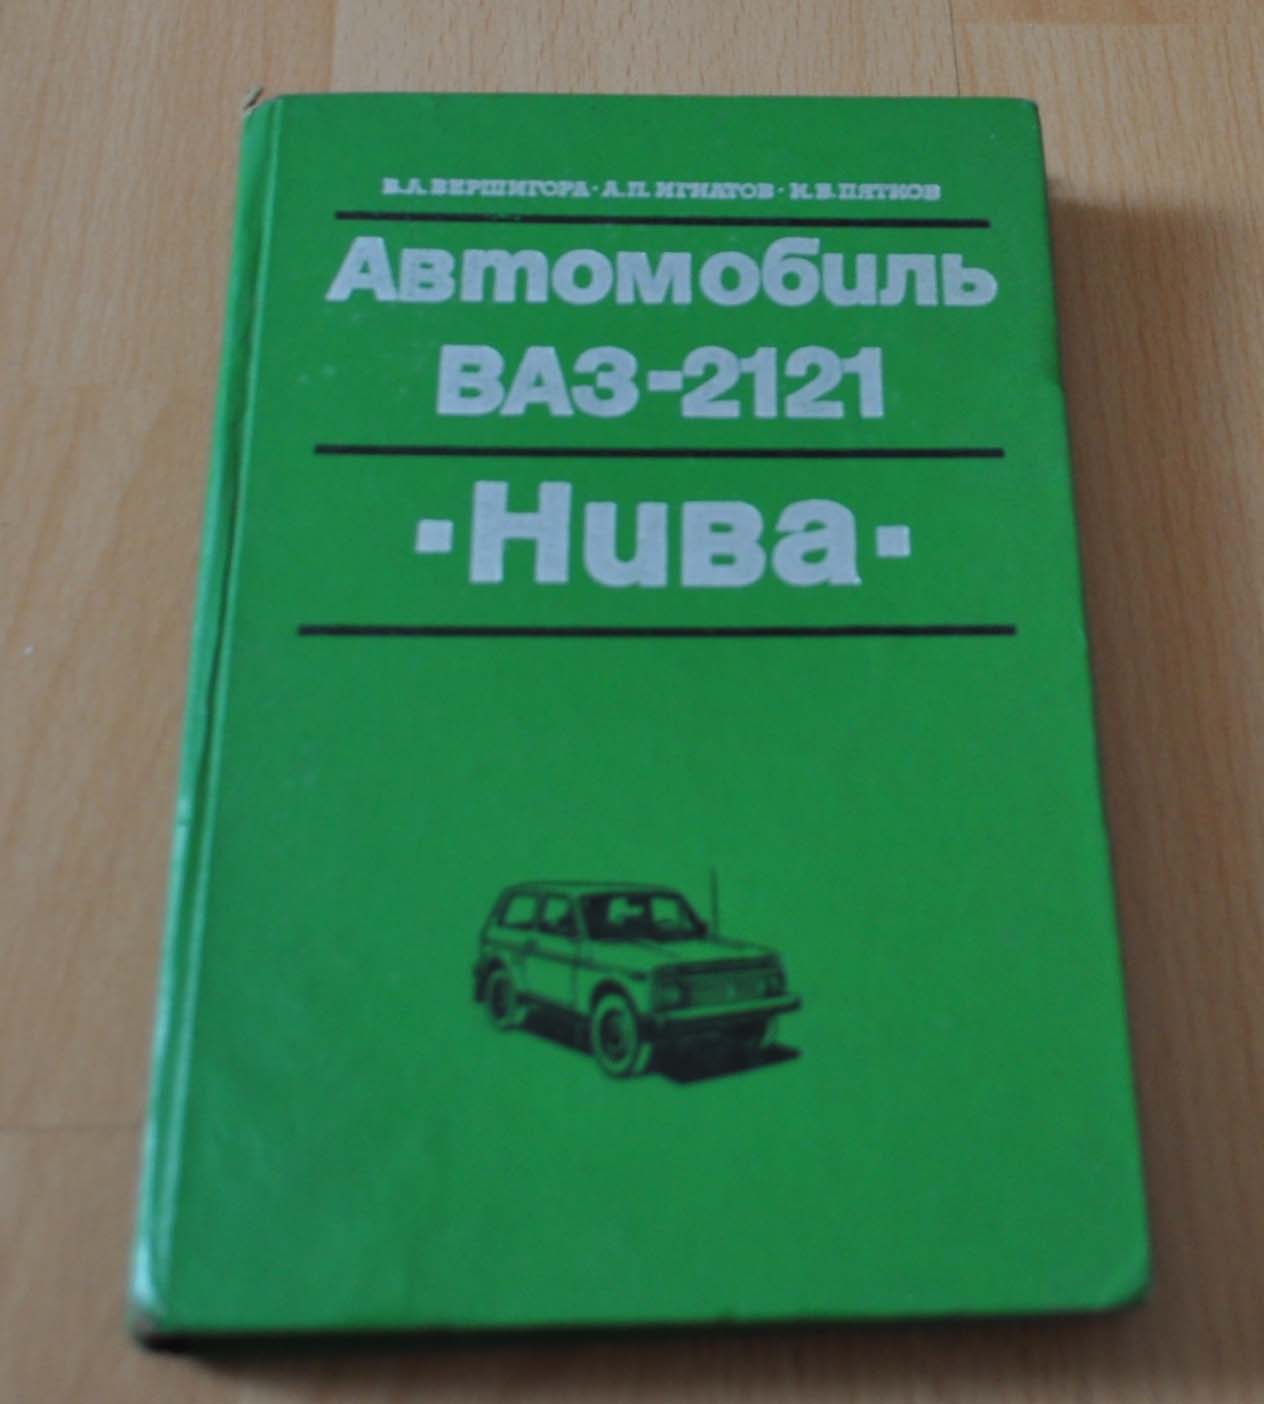 В.А.ВЕРШИГОРА · А.П.ИГНАТОВ · Н.В.ПЯТКОВ
Автомобиль
ВАЗ-2121
·Нива·